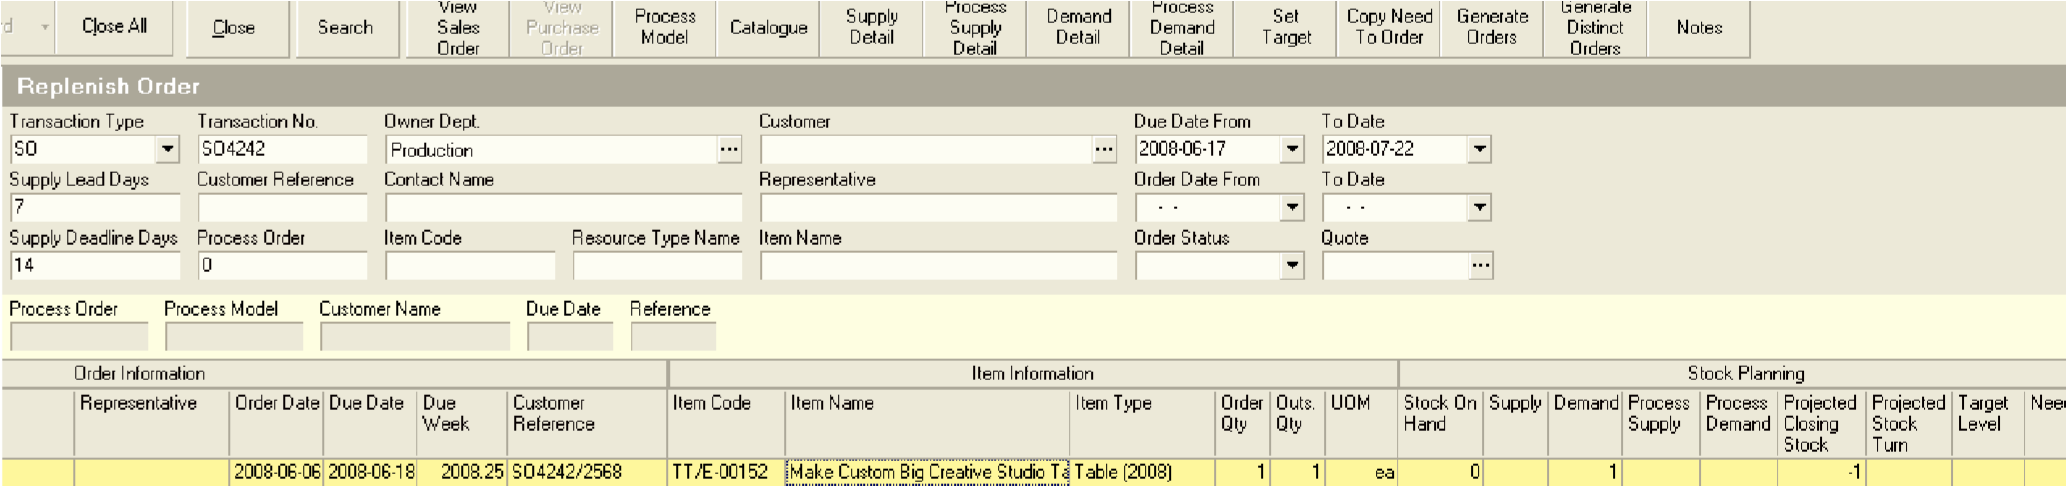 d Close All Close Search View Sales Order View Purchase Order Process Model Catalogue Supply Detail Process Supply Detail Demand Detail Process Demand Detail Set Target Copy Need To Order Generate Orders Generate Distinct Orders Notes
Replenish Order
Transaction Type Transaction No. Owner Dept. Customer Due Date From To Date
SO SO4242 Production ... ... 2008-06-17 2008-07-22
Supply Lead Days Customer Reference Contact Name Representative Order Date From To Date
7 - - - -
Supply Deadline Days Process Order Item Code Resource Type Name Item Name Order Status Quote
14 0 ...
Process Order Process Model Customer Name Due Date Reference
Order Information Item Information Stock Planning
Representative Order Date Due Date Due Week Customer Reference Item Code Item Name Item Type Order Qty Outs. Qty UOM Stock On Hand Supply Demand Process Supply Process Demand Projected Closing Stock Projected Stock Turn Target Level Need
2008-06-06 2008-06-18 2008.25 SO4242/2568 TT/E-00152 Make Custom Big Creative Studio Ta Table (2008) 1 1 ea 0 1 -1